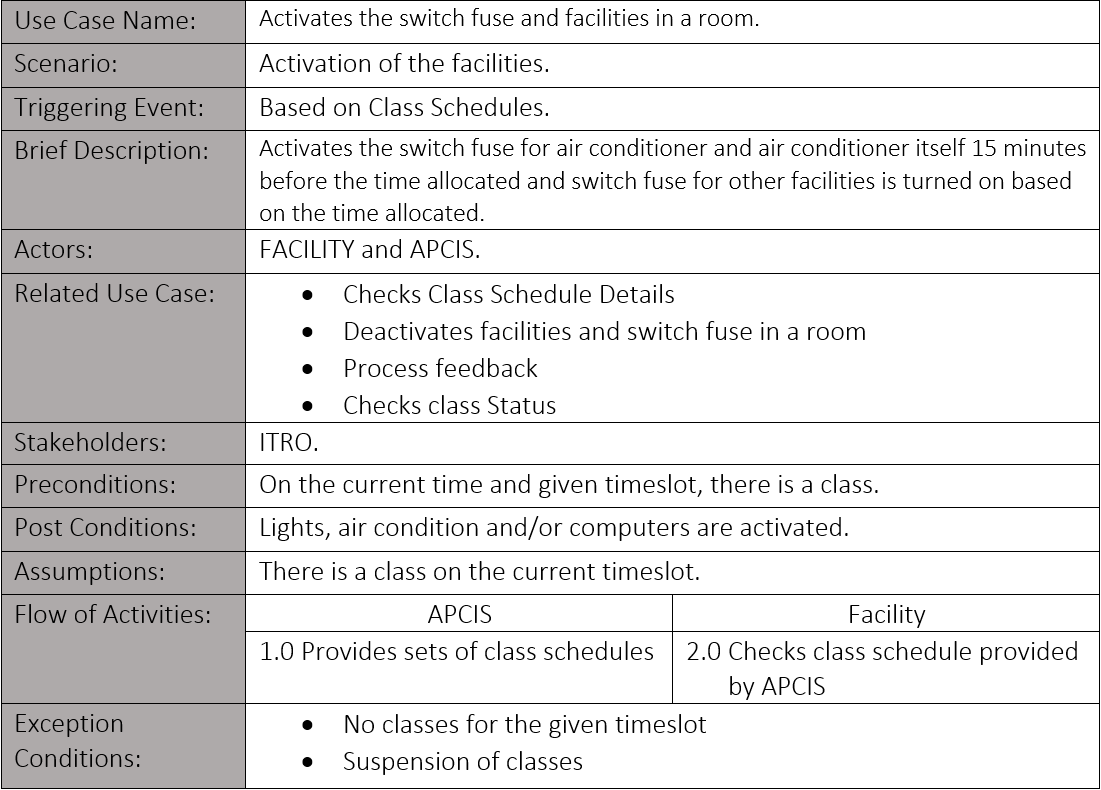 Use Case Name: Activates the switch fuse and facilities in a room.
Scenario: Activation of the facilities.
Triggering Event: Based on Class Schedules.
Brief Description: Activates the switch fuse for air conditioner and air conditioner itself 15 minutes
before the time allocated and switch fuse for other facilities is turned on based
on the time allocated.
Actors: FACILITY and APCIS.
Related Use Case: • Checks Class Schedule Details
• Deactivates facilities and switch fuse in a room
• Process feedback
• Checks class Status
Stakeholders: ITRO.
Preconditions: On the current time and given timeslot, there is a class.
Post Conditions: Lights, air condition and/or computers are activated.
Assumptions: There is a class on the current timeslot.
Flow of Activities: APCIS Facility
1.0 Provides sets of class schedules 2.0 Checks class schedule provided
by APCIS
Exception • No classes for the given timeslot
Conditions: • Suspension of classes